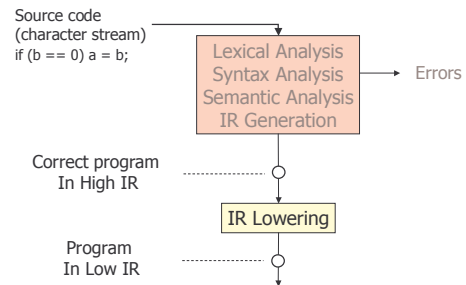 Source code
(character stream)
if (b == 0) a = b;
Lexical Analysis
Syntax Analysis
Semantic Analysis
IR Generation
Errors
Correct program
In High IR
IR Lowering
Program
In Low IR